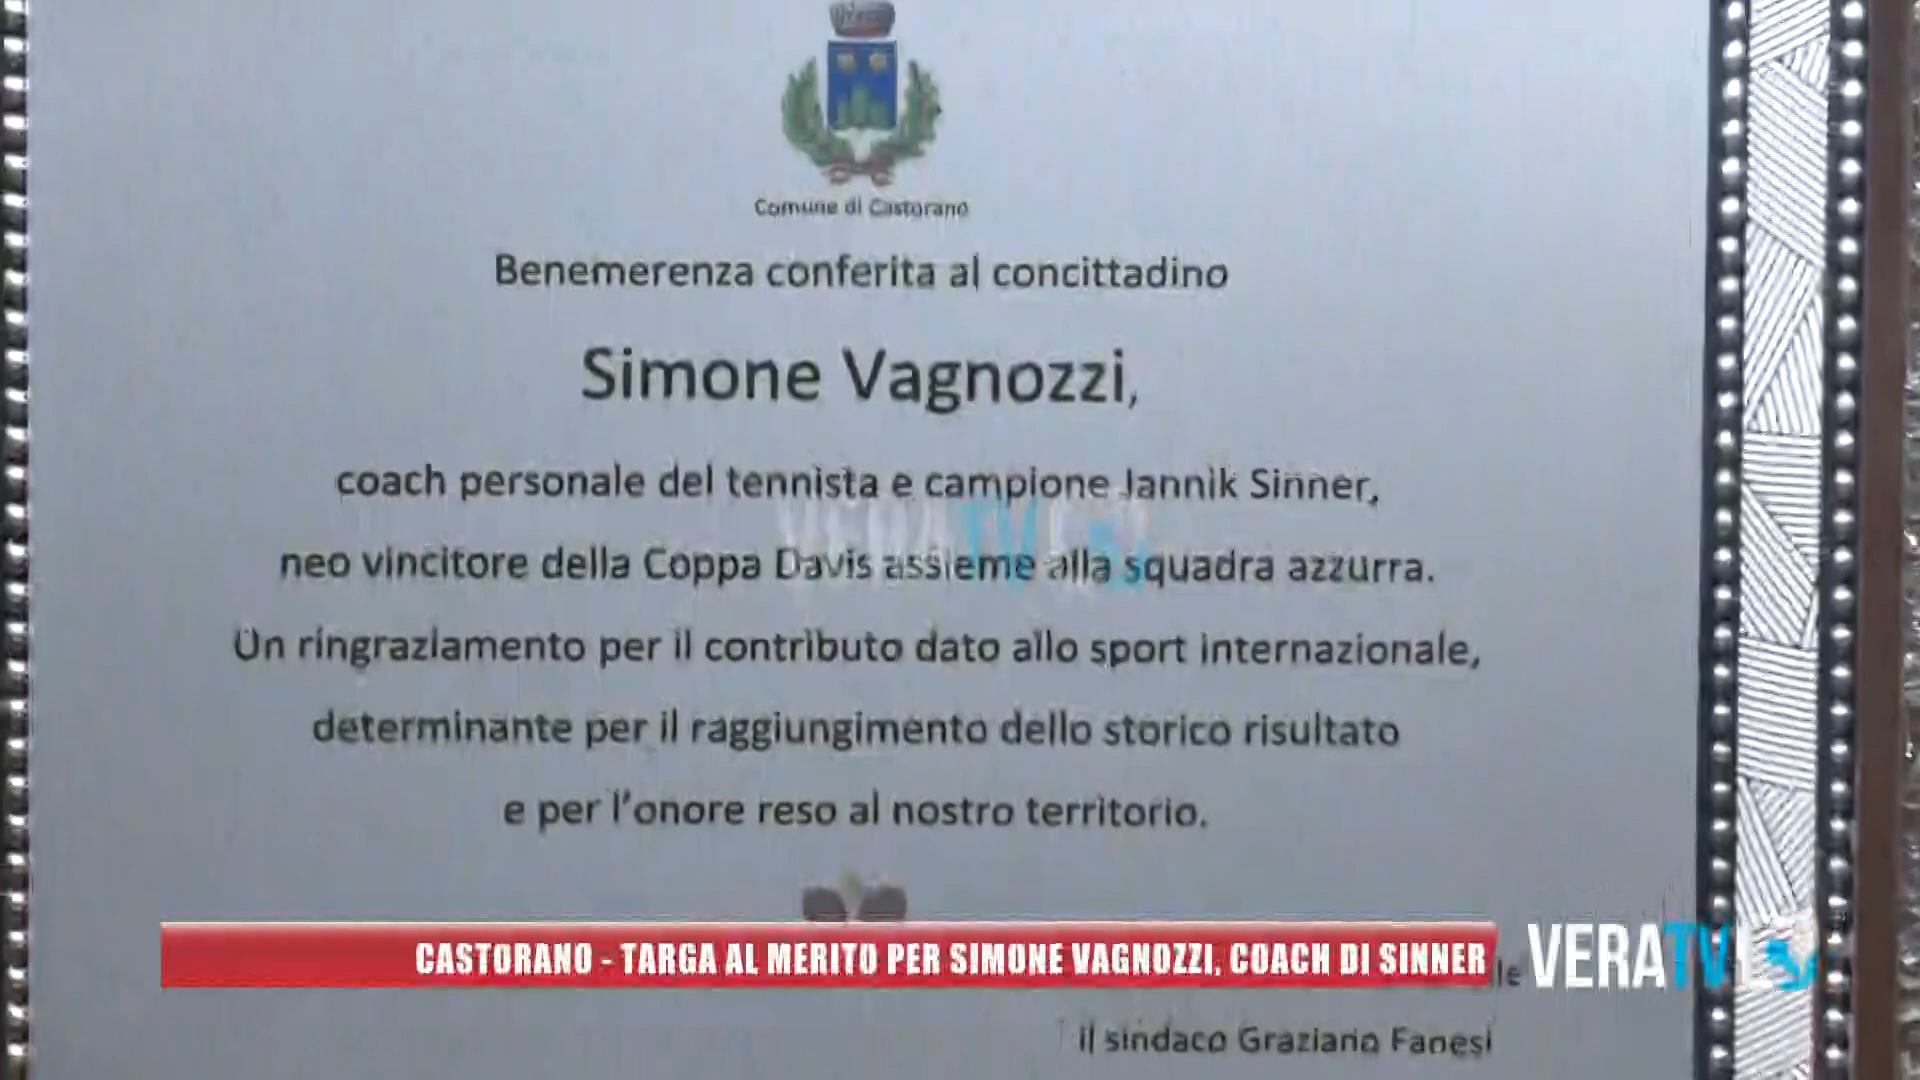 Comune di Castorano
Benemerenza conferita al concittadino
Simone Vagnozzi,
coach personale del tennista e campione Jannik Sinner,
neo vincitore della Coppa Davis assieme alla squadra azzurra.
Un ringraziamento per il contributo dato allo sport internazionale,
determinante per il raggiungimento dello storico risultato
e per l'onore reso al nostro territorio.
CASTORANO - TARGA AL MERITO PER SIMONE VAGNOZZI, COACH DI SINNER
VERATV
il sindaco Graziano Fanesi